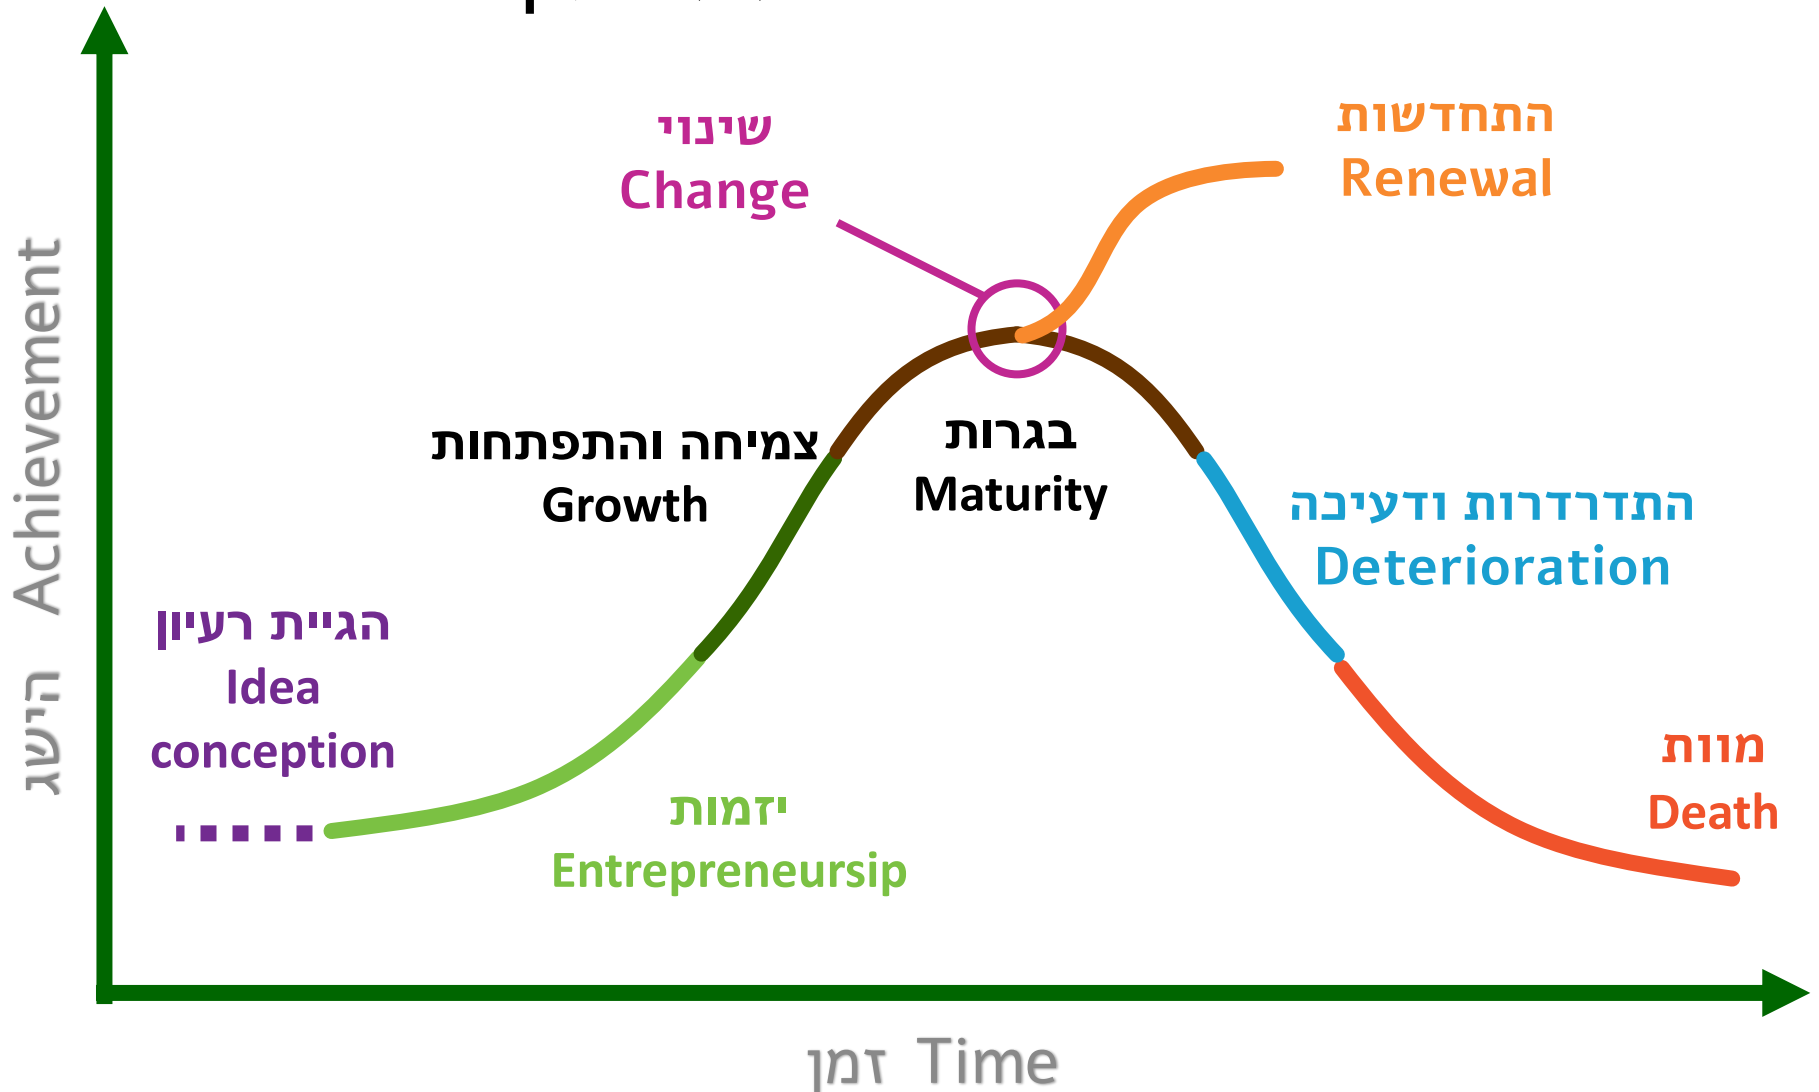 שינוי
Change
התחדשות
Renewal
צמיחה והתפתחות
Growth
בגרות
Maturity
התדרדרות ודעיכה
Deterioration
הגיית רעיון
Idea
conception
יזמות
Entrepreneursip
מוות
Death
הישג Achievement
זמן Time